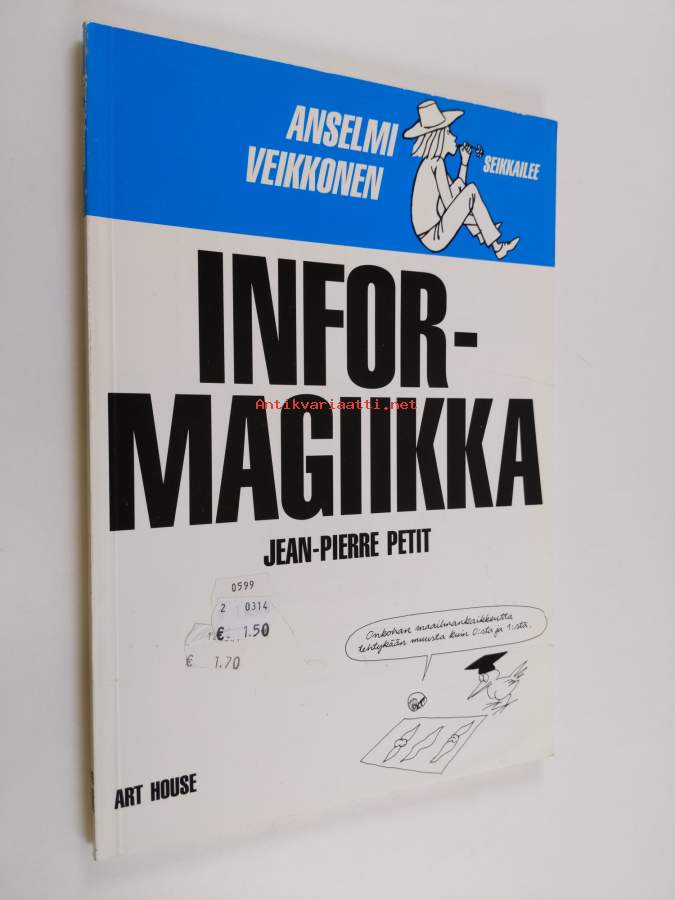 ANSELMI
VEIKKONEN
SEIKKAILEE
INFOR-
MAGIIKKA
Antikvariaatti.net
JEAN-PIERRE PETIT
0599
2 0314
€ 1.50
€ 1.70
Onkohan maailmankaikkeutta
tehtykään muusta kuin 0:sta ja 1:stä.
ART HOUSE